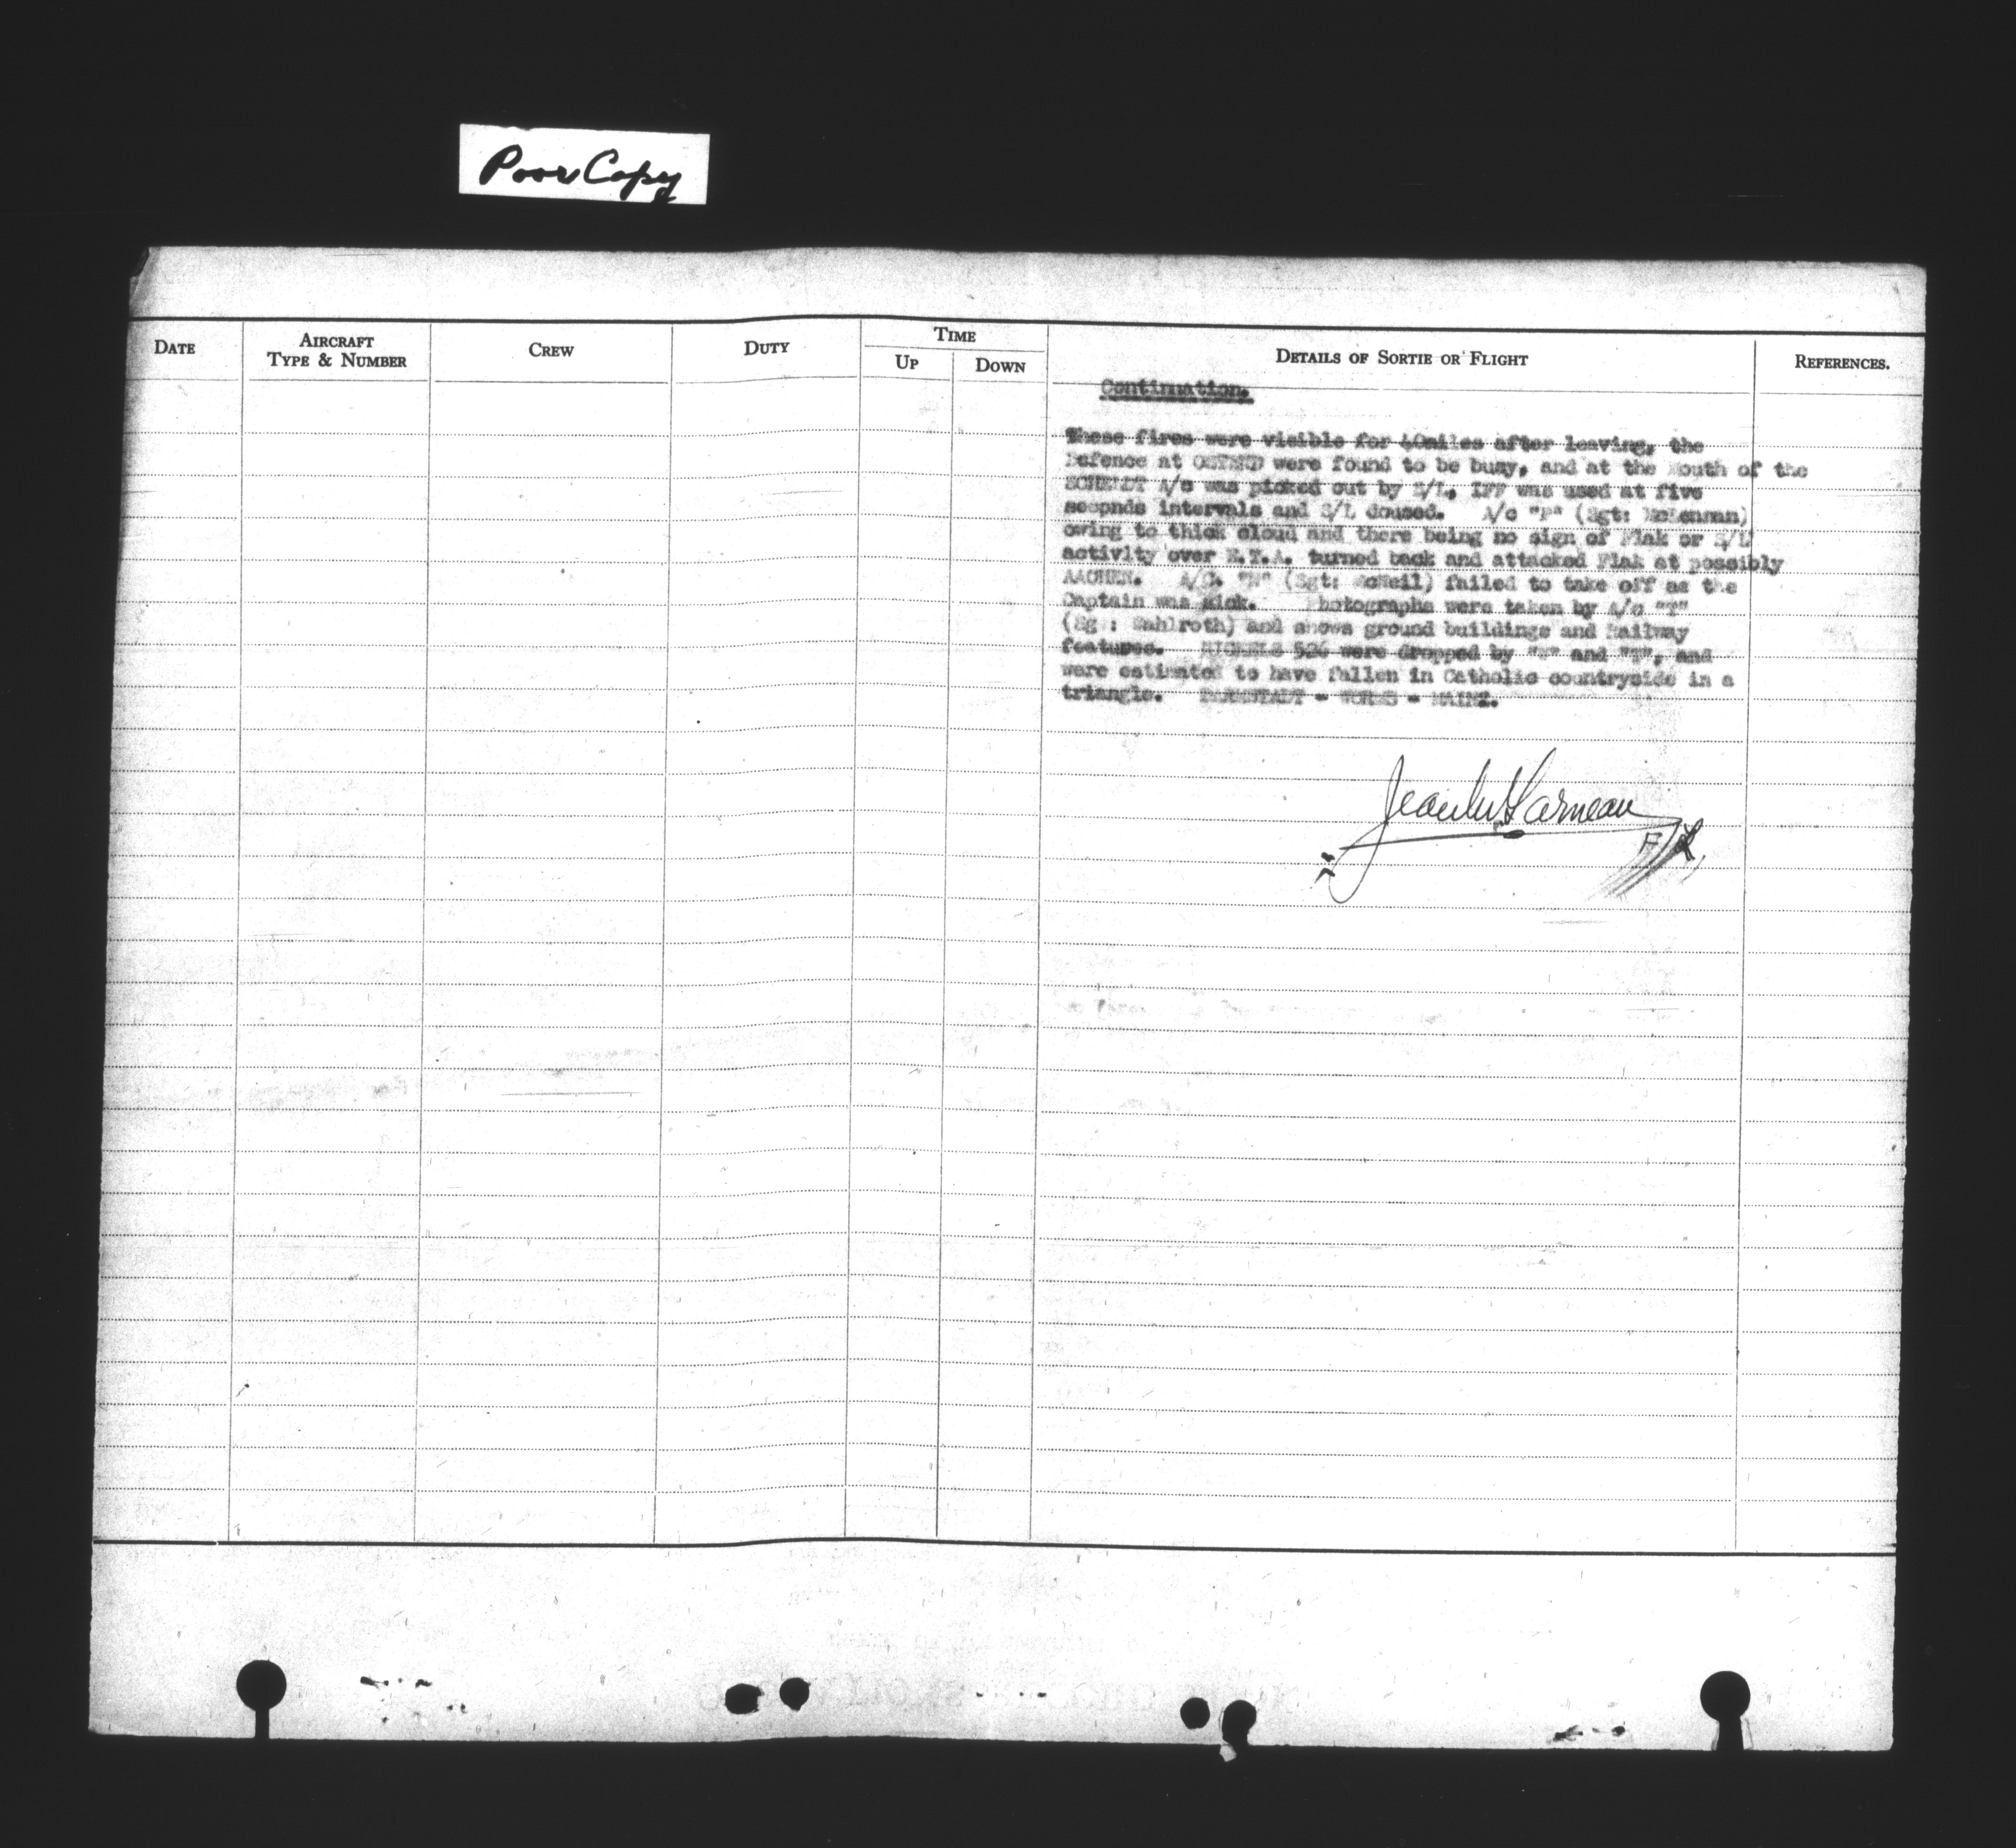 Poor Copy
DATE
AIRCRAFT
TYPE & NUMBER
CREW
DUTY
TIME
UP
DOWN
DETAILS OF SORTIE OR FLIGHT
REFERENCES.
Continuation.
These fires were visible for 40miles after leaving, the
Defence at OSTEND were found to be busy, and at the mouth of the
SCHELDT A/c was picked out by S/L, IFF was used at five
seconds intervals and S/L doused. A/c "P" (Sgt:
owing to thick cloud and there being no sign of Flak or S/L
activity over E.T.A. turned back and attacked Flak at possibly
AACHEN. A/C. "N" (Sgt: McNeil) failed to take off as the
Captain was sick. Photographs were taken by A/c "T"
(Sgt: Wahlroth) and shows ground buildings and Railway
features. NICKELS 526 were dropped by and "T", and
were estimated to have fallen in Catholic countryside in a
triangle. DARMSTADT - WORMS - MAINZ.
F/L,